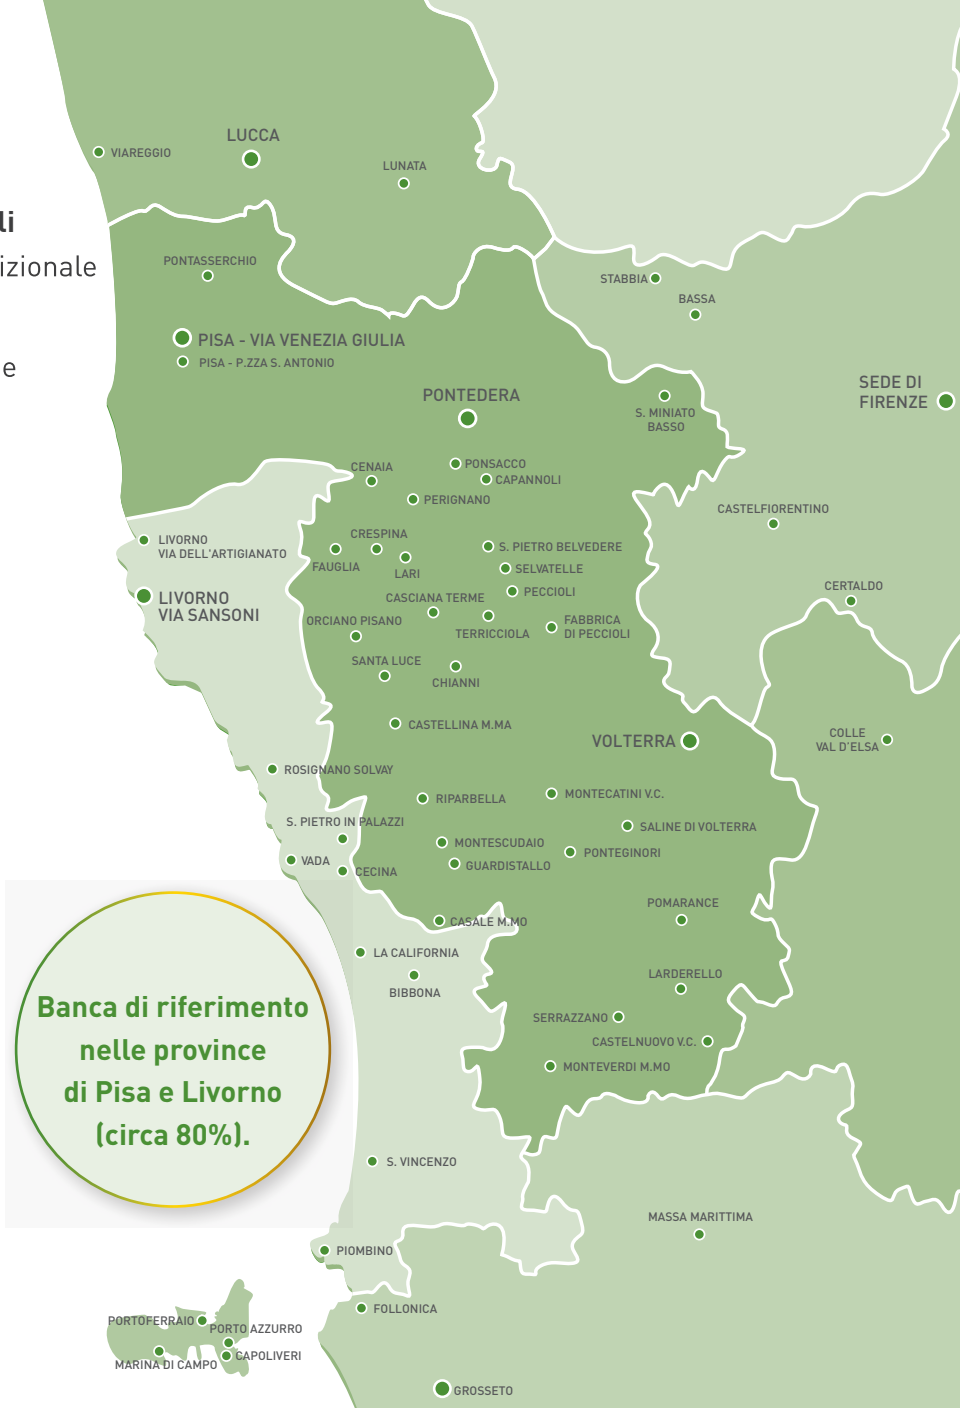 LUCCA
VIAREGGIO
LUNATA
li
izionale
PONTASSERCHIO
STABBIA
BASSA
PISA - VIA VENEZIA GIULIA
PISA - P.ZZA S. ANTONIO
e
SEDE DI
FIRENZE
PONTEDERA
S. MINIATO
BASSO
CENAIA
PONSACCO
CAPANNOLI
PERIGNANO
CASTELFIORENTINO
LIVORNO
VIA DELL'ARTIGIANATO
CRESPINA
FAUGLIA
LARI
S. PIETRO BELVEDERE
SELVATELLE
CERTALDO
LIVORNO
VIA SANSONI
CASCIANA TERME
PECCIOLI
ORCIANO PISANO
TERRICCIOLA
FABBRICA
DI PECCIOLI
SANTA LUCE
CHIANNI
CASTELLINA M.MA
VOLTERRA
COLLE
VAL D'ELSA
ROSIGNANO SOLVAY
RIPARBELLA
MONTECATINI V.C.
S. PIETRO IN PALAZZI
SALINE DI VOLTERRA
MONTESCUDAIO
PONTEGINORI
VADA
CECINA
GUARDISTALLO
POMARANCE
CASALE M.MO
LA CALIFORNIA
BIBBONA
LARDERELLO
SERRAZZANO
CASTELNUOVO V.C.
MONTEVERDI M.MO
Banca di riferimento
nelle province
di Pisa e Livorno
(circa 80%).
S. VINCENZO
MASSA MARITTIMA
PIOMBINO
FOLLONICA
PORTOFERRAIO
PORTO AZZURRO
CAPOLIVERI
MARINA DI CAMPO
GROSSETO